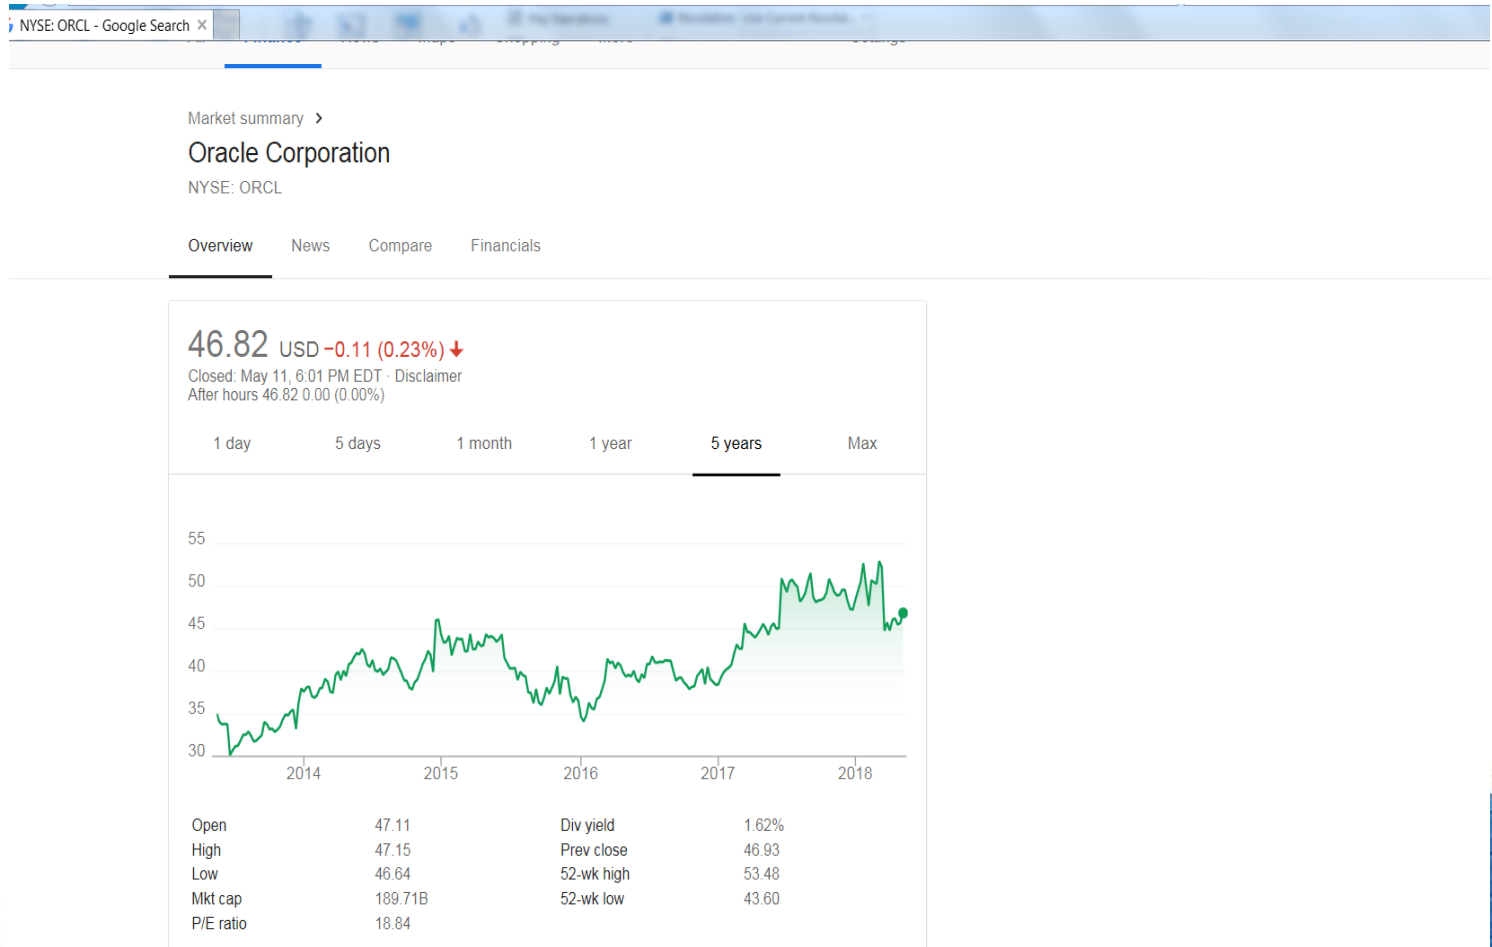 NYSE: ORCL - Google Search ×
Market summary >
Oracle Corporation
NYSE: ORCL
Overview News Compare Financials
46.82 USD −0.11 (0.23%)
Closed: May 11, 6:01 PM EDT · Disclaimer
After hours 46.82 0.00 (0.00%)
1 day 5 days 1 month 1 year 5 years Max
55
50
45
40
35
30
2014 2015 2016 2017 2018
Open 47.11 Div yield 1.62%
High 47.15 Prev close 46.93
Low 46.64 52-wk high 53.48
Mkt cap 189.71B 52-wk low 43.60
P/E ratio 18.84